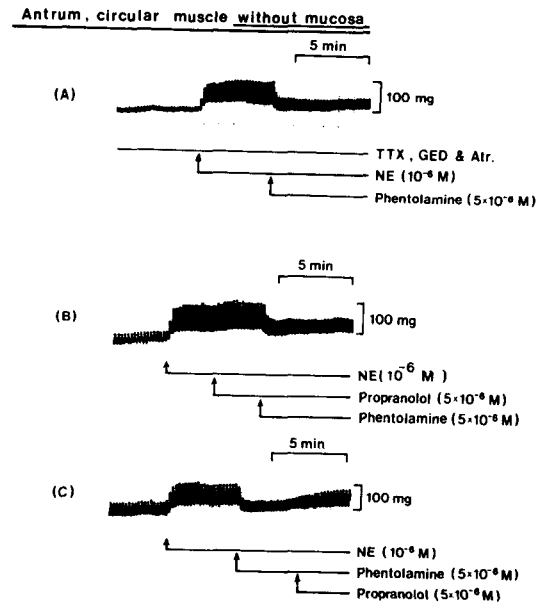 Antrum, circular muscle without mucosa
5 min
(A)
100 mg
TTX, GED & Atr.
NE (10⁻⁶ M)
Phentolamine (5×10⁻⁶ M)
5 min
(B)
100 mg
NE(10⁻⁶ M)
Propranolol (5×10⁻⁶ M)
Phentolamine (5×10⁻⁶ M)
5 min
(C)
100 mg
NE (10⁻⁶ M)
Phentolamine (5×10⁻⁶ M)
Propranolol (5×10⁻⁶ M)